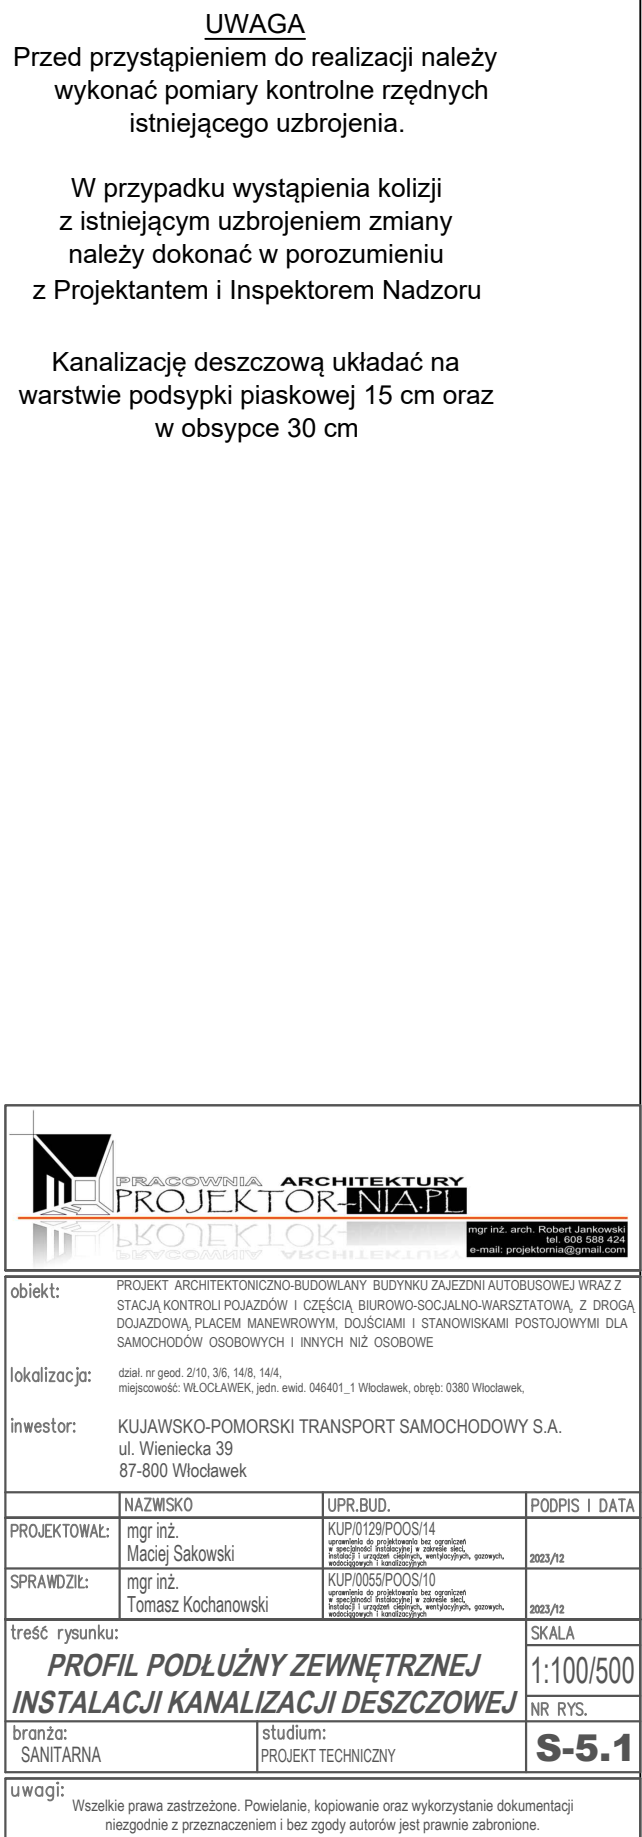 UWAGA
Przed przystąpieniem do realizacji należy
wykonać pomiary kontrolne rzędnych
istniejącego uzbrojenia.
W przypadku wystąpienia kolizji
z istniejącym uzbrojeniem zmiany
należy dokonać w porozumieniu
z Projektantem i Inspektorem Nadzoru
Kanalizację deszczową układać na
warstwie podsypki piaskowej 15 cm oraz
w obsypce 30 cm
PRACOWNIA ARCHITEKTURY
PROJEKTOR-NIA.PL
mgr inż. arch. Robert Jankowski
tel. 608 588 424
e-mail: projektornia@gmail.com
obiekt: PROJEKT ARCHITEKTONICZNO-BUDOWLANY BUDYNKU ZAJEZDNI AUTOBUSOWEJ WRAZ Z
STACJĄ KONTROLI POJAZDÓW I CZĘŚCIĄ BIUROWO-SOCJALNO-WARSZTATOWĄ, Z DROGĄ
DOJAZDOWĄ, PLACEM MANEWROWYM, DOJŚCIAMI I STANOWISKAMI POSTOJOWYMI DLA
SAMOCHODÓW OSOBOWYCH I INNYCH NIŻ OSOBOWE
lokalizacja: dział. nr geod. 2/10, 3/6, 14/8, 14/4,
miejscowość: WŁOCŁAWEK, jedn. ewid. 046401_1 Włocławek, obręb: 0380 Włocławek,
inwestor: KUJAWSKO-POMORSKI TRANSPORT SAMOCHODOWY S.A.
ul. Wieniecka 39
87-800 Włocławek
NAZWISKO UPR.BUD. PODPIS I DATA
PROJEKTOWAŁ: mgr inż. Maciej Sakowski KUP/0129/POOS/14
uprawnienia do projektowania bez ograniczeń
w specjalności instalacyjnej w zakresie sieci,
instalacji i urządzeń cieplnych, wentylacyjnych, gazowych,
wodociągowych i kanalizacyjnych
2023/12
SPRAWDZIŁ: mgr inż. Tomasz Kochanowski KUP/0055/POOS/10
uprawnienia do projektowania bez ograniczeń
w specjalności instalacyjnej w zakresie sieci,
instalacji i urządzeń cieplnych, wentylacyjnych, gazowych,
wodociągowych i kanalizacyjnych
2023/12
treść rysunku:
PROFIL PODŁUŻNY ZEWNĘTRZNEJ
INSTALACJI KANALIZACJI DESZCZOWEJ
SKALA
1:100/500
NR RYS.
S-5.1
branża:
SANITARNA
studium:
PROJEKT TECHNICZNY
uwagi:
Wszelkie prawa zastrzeżone. Powielanie, kopiowanie oraz wykorzystanie dokumentacji
niezgodnie z przeznaczeniem i bez zgody autorów jest prawnie zabronione.